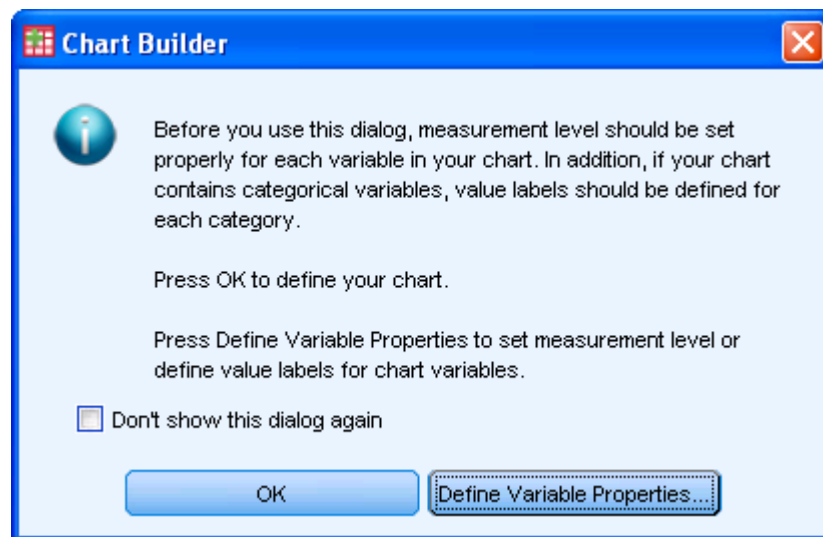 Chart Builder
Before you use this dialog, measurement level should be set
properly for each variable in your chart. In addition, if your chart
contains categorical variables, value labels should be defined for
each category.
Press OK to define your chart.
Press Define Variable Properties to set measurement level or
define value labels for chart variables.
Don't show this dialog again
OK
Define Variable Properties...